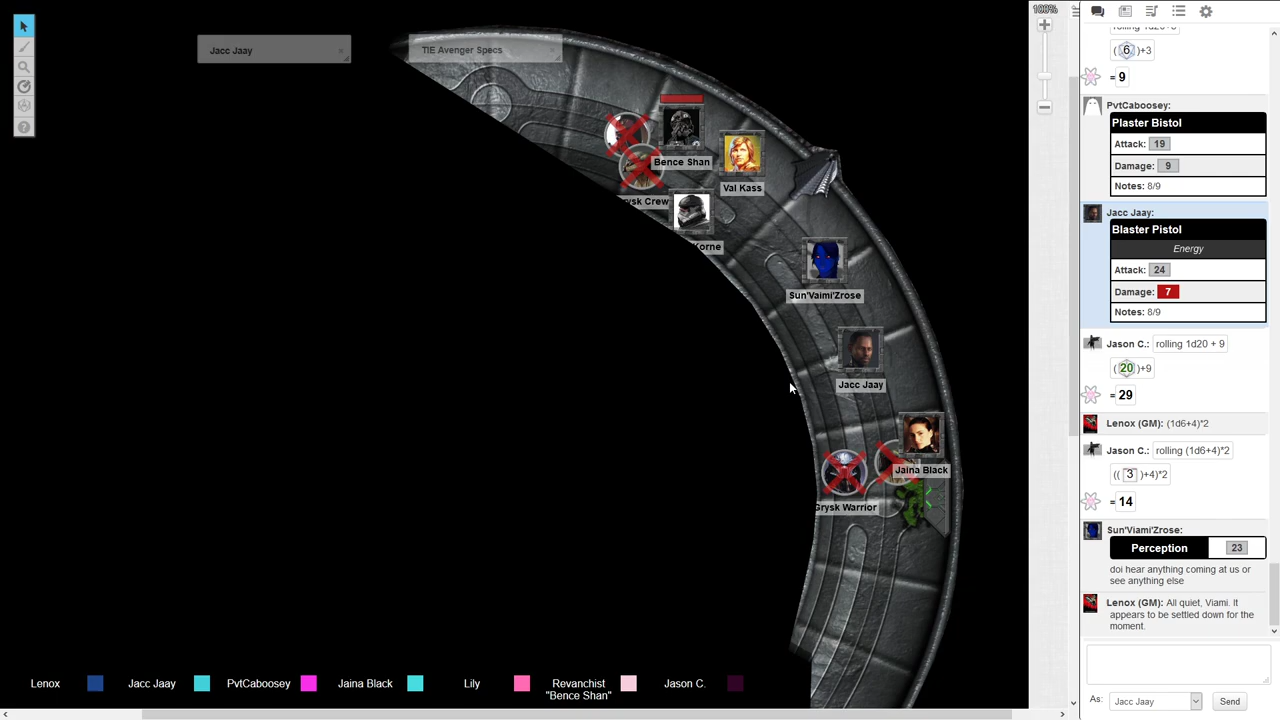 100%
Jacc Jaay
TIE Avenger Specs
Bence Shan
Val Kass
rysk Crew
Korne
Sun'Vaimi'Zrose
Jacc Jaay
Jaina Black
Grysk Warrior
Lenox
Jacc Jaay
PvtCaboosey
Jaina Black
Lily
Revanchist
"Bence Shan"
Jason C.
(6)+3
= 9
PvtCaboosey:
Plaster Bistol
Attack: 19
Damage: 9
Notes: 8/9
Jacc Jaay:
Blaster Pistol
Energy
Attack: 24
Damage: 7
Notes: 8/9
Jason C.: rolling 1d20 + 9
(20)+9
= 29
Lenox (GM): (1d6+4)*2
Jason C.: rolling (1d6+4)*2
((3)+4)*2
= 14
Sun'Viami'Zrose:
Perception 23
doi hear anything coming at us or
see anything else
Lenox (GM): All quiet, Viami. It
appears to be settled down for the
moment.
As: Jacc Jaay Send